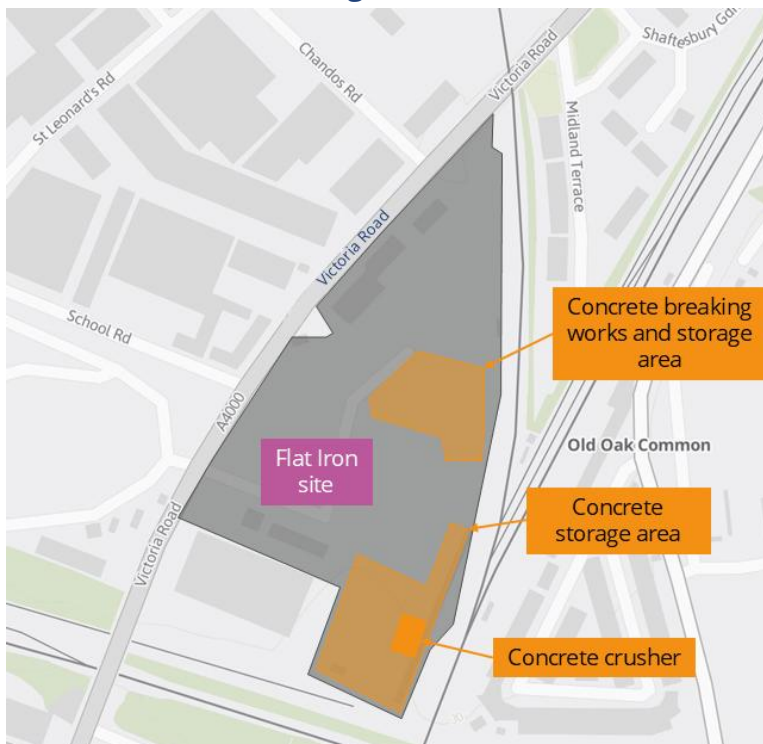 Chandos Rd
St Leonard's Rd
Victoria Road
Shaftesbury Gdn
Midland Terrace
Victoria Road
School Rd
Concrete breaking
works and storage
area
A4000
Flat Iron
site
Old Oak Common
Concrete
storage area
Victoria Road
Concrete crusher